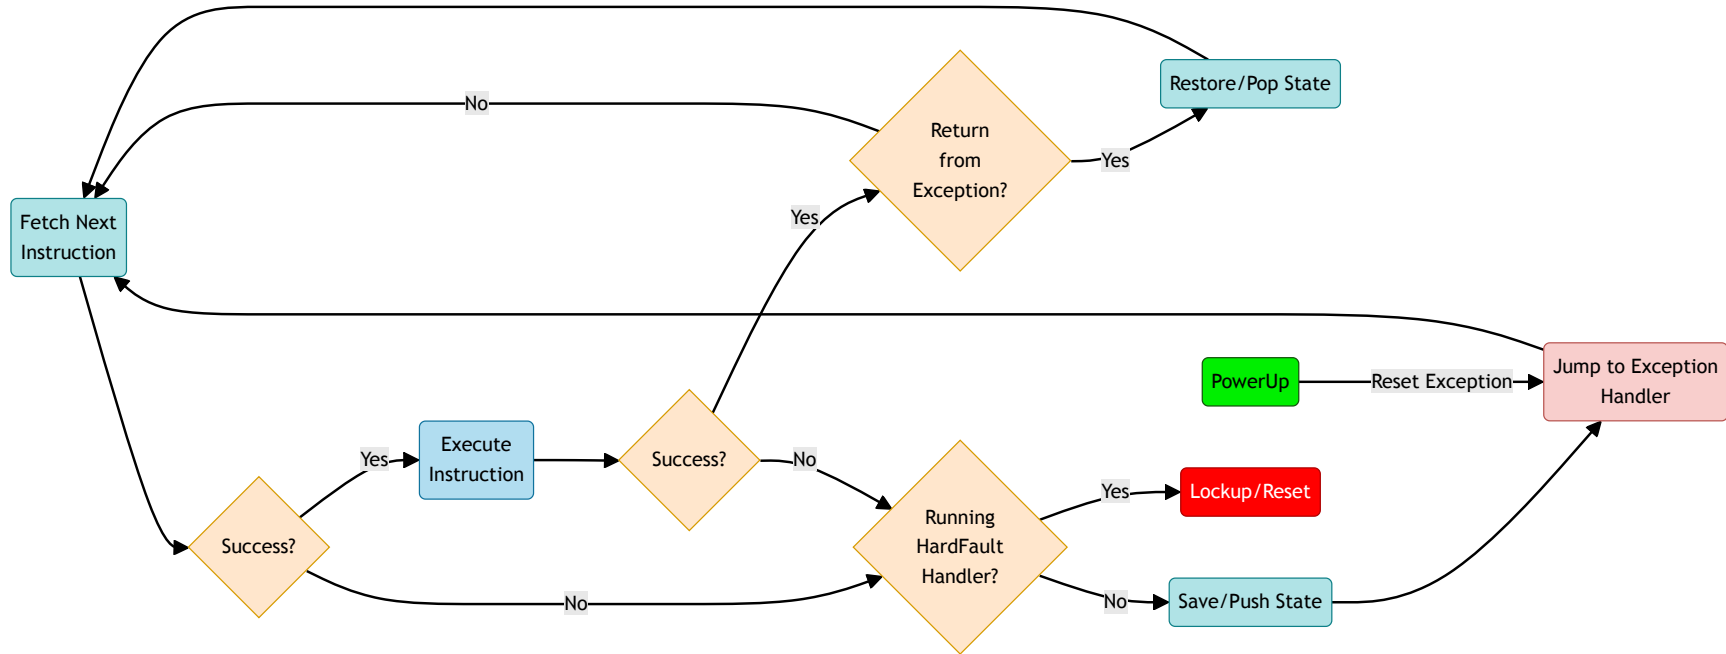 Restore/Pop State
No
Return
from
Exception?
Yes
Yes
Fetch Next
Instruction
PowerUp
Reset Exception
Jump to Exception
Handler
Yes
Execute
Instruction
Success?
No
Success?
Running
HardFault
Handler?
Yes
Lockup/Reset
No
No
Save/Push State